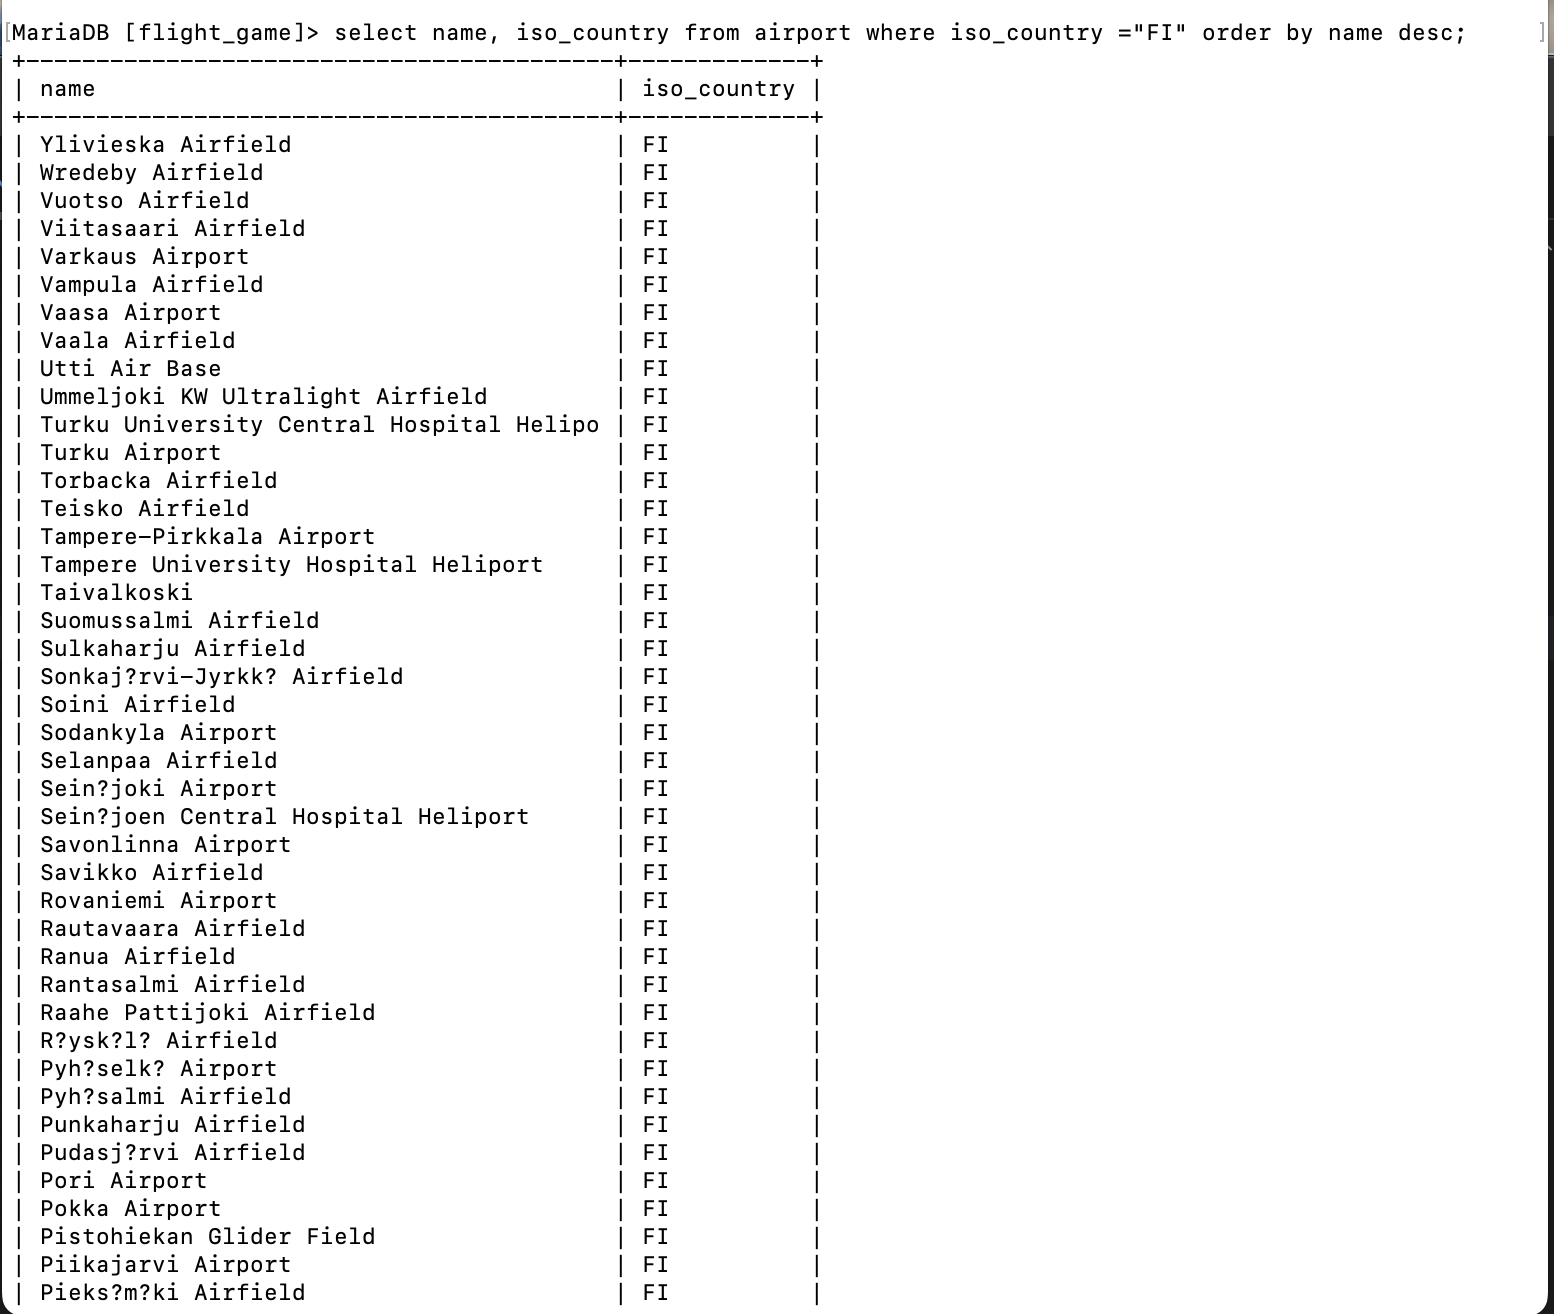 [MariaDB [flight_game]> select name, iso_country from airport where iso_country ="FI" order by name desc; ]
+------------------------------------------+-------------+
| name                                     | iso_country |
+------------------------------------------+-------------+
| Ylivieska Airfield                       | FI          |
| Wredeby Airfield                         | FI          |
| Vuotso Airfield                          | FI          |
| Viitasaari Airfield                      | FI          |
| Varkaus Airport                          | FI          |
| Vampula Airfield                         | FI          |
| Vaasa Airport                            | FI          |
| Vaala Airfield                           | FI          |
| Utti Air Base                            | FI          |
| Ummeljoki KW Ultralight Airfield         | FI          |
| Turku University Central Hospital Helipo | FI          |
| Turku Airport                            | FI          |
| Torbacka Airfield                        | FI          |
| Teisko Airfield                          | FI          |
| Tampere-Pirkkala Airport                 | FI          |
| Tampere University Hospital Heliport     | FI          |
| Taivalkoski                              | FI          |
| Suomussalmi Airfield                     | FI          |
| Sulkaharju Airfield                      | FI          |
| Sonkaj?rvi-Jyrkk? Airfield               | FI          |
| Soini Airfield                           | FI          |
| Sodankyla Airport                        | FI          |
| Selanpaa Airfield                        | FI          |
| Sein?joki Airport                        | FI          |
| Sein?joen Central Hospital Heliport      | FI          |
| Savonlinna Airport                       | FI          |
| Savikko Airfield                         | FI          |
| Rovaniemi Airport                        | FI          |
| Rautavaara Airfield                      | FI          |
| Ranua Airfield                           | FI          |
| Rantasalmi Airfield                      | FI          |
| Raahe Pattijoki Airfield                 | FI          |
| R?ysk?l? Airfield                        | FI          |
| Pyh?selk? Airport                        | FI          |
| Pyh?salmi Airfield                       | FI          |
| Punkaharju Airfield                      | FI          |
| Pudasj?rvi Airfield                      | FI          |
| Pori Airport                             | FI          |
| Pokka Airport                            | FI          |
| Pistohiekan Glider Field                 | FI          |
| Piikajarvi Airport                       | FI          |
| Pieks?m?ki Airfield                      | FI          |